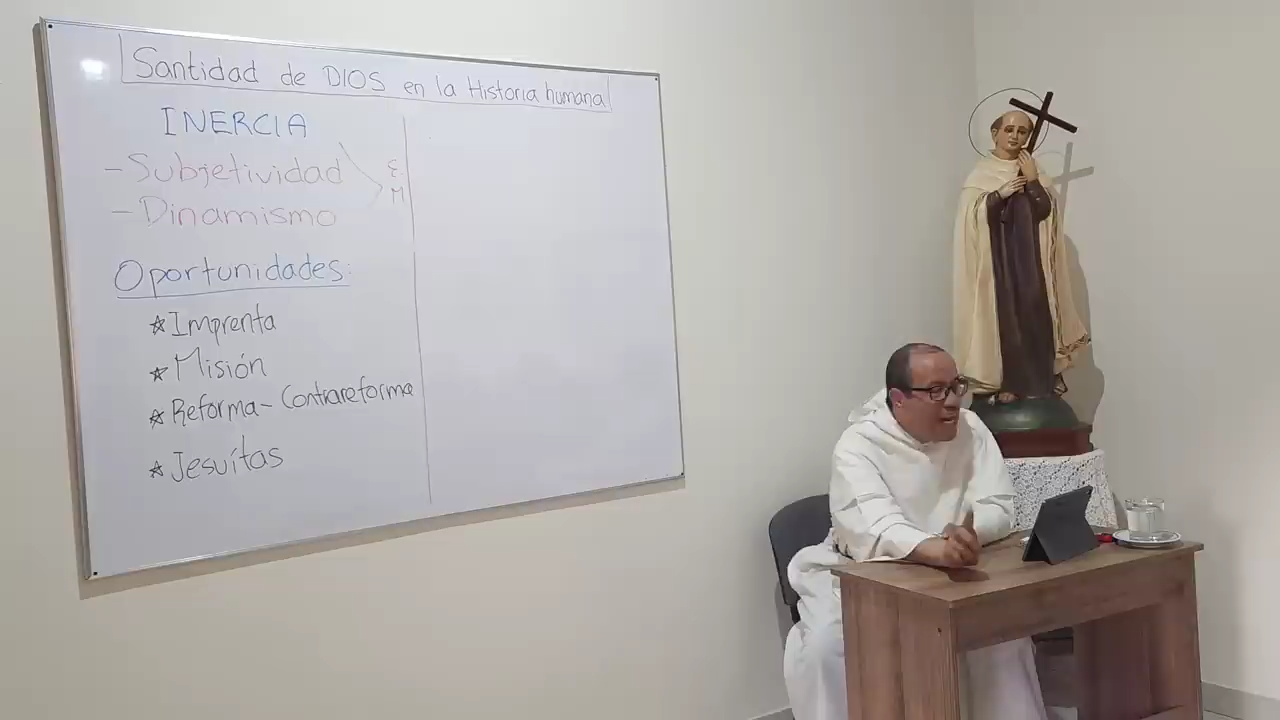 Santidad de DIOS en la Historia humana
INERCIA
- Subjetividad
- Dinamismo
E.
M
Oportunidades:
* Imprenta
* Misión
* Reforma - Contrareforma
* Jesuítas